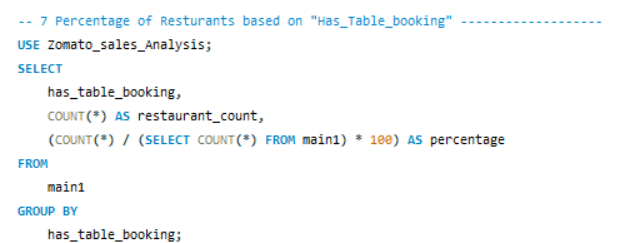 -- 7 Percentage of Resturants based on "Has_Table_booking" -------------------
USE Zomato_sales_Analysis;
SELECT
    has_table_booking,
    COUNT(*) AS restaurant_count,
    (COUNT(*) / (SELECT COUNT(*) FROM main1) * 100) AS percentage
FROM
    main1
GROUP BY
    has_table_booking;